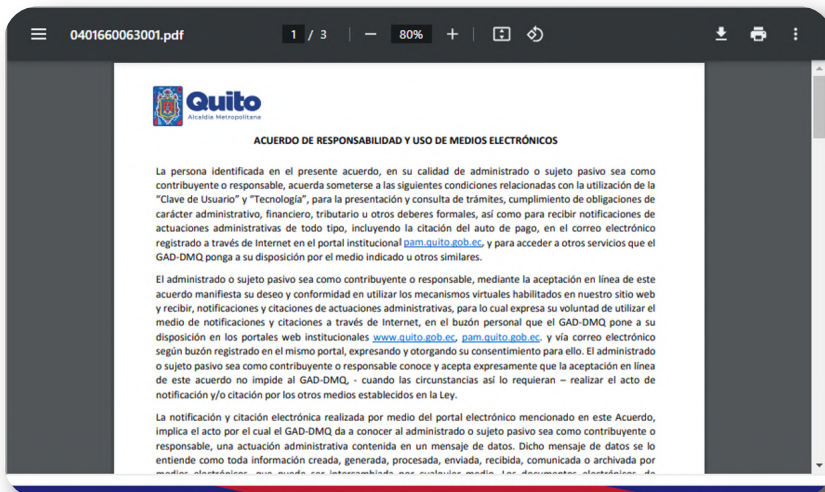 0401660063001.pdf
1 / 3
80%
Quito
Alcaldía Metropolitana
ACUERDO DE RESPONSABILIDAD Y USO DE MEDIOS ELECTRÓNICOS
La persona identificada en el presente acuerdo, en su calidad de administrado o sujeto pasivo sea como
contribuyente o responsable, acuerda someterse a las siguientes condiciones relacionadas con la utilización de la
“Clave de Usuario” y “Tecnología”, para la presentación y consulta de trámites, cumplimiento de obligaciones de
carácter administrativo, financiero, tributario u otros deberes formales, así como para recibir notificaciones de
actuaciones administrativas de todo tipo, incluyendo la citación del auto de pago, en el correo electrónico
registrado a través de Internet en el portal institucional pam.quito.gob.ec, y para acceder a otros servicios que el
GAD-DMQ ponga a su disposición por el medio indicado u otros similares.
El administrado o sujeto pasivo sea como contribuyente o responsable, mediante la aceptación en línea de este
acuerdo manifiesta su deseo y conformidad en utilizar los mecanismos virtuales habilitados en nuestro sitio web
y recibir, notificaciones y citaciones de actuaciones administrativas, para lo cual expresa su voluntad de utilizar el
medio de notificaciones y citaciones a través de Internet, en el buzón personal que el GAD-DMQ pone a su
disposición en los portales web institucionales www.quito.gob.ec, pam.quito.gob.ec. y vía correo electrónico
según buzón registrado en el mismo portal, expresando y otorgando su consentimiento para ello. El administrado
o sujeto pasivo sea como contribuyente o responsable conoce y acepta expresamente que la aceptación en línea
de este acuerdo no impide al GAD-DMQ, - cuando las circunstancias así lo requieran – realizar el acto de
notificación y/o citación por los otros medios establecidos en la Ley.
La notificación y citación electrónica realizada por medio del portal electrónico mencionado en este Acuerdo,
implica el acto por el cual el GAD-DMQ da a conocer al administrado o sujeto pasivo sea como contribuyente o
responsable, una actuación administrativa contenida en un mensaje de datos. Dicho mensaje de datos se lo
entiende como toda información creada, generada, procesada, enviada, recibida, comunicada o archivada por
medios electrónicos, que puede ser intercambiada por cualquier medio. Los documentos electrónicos, de